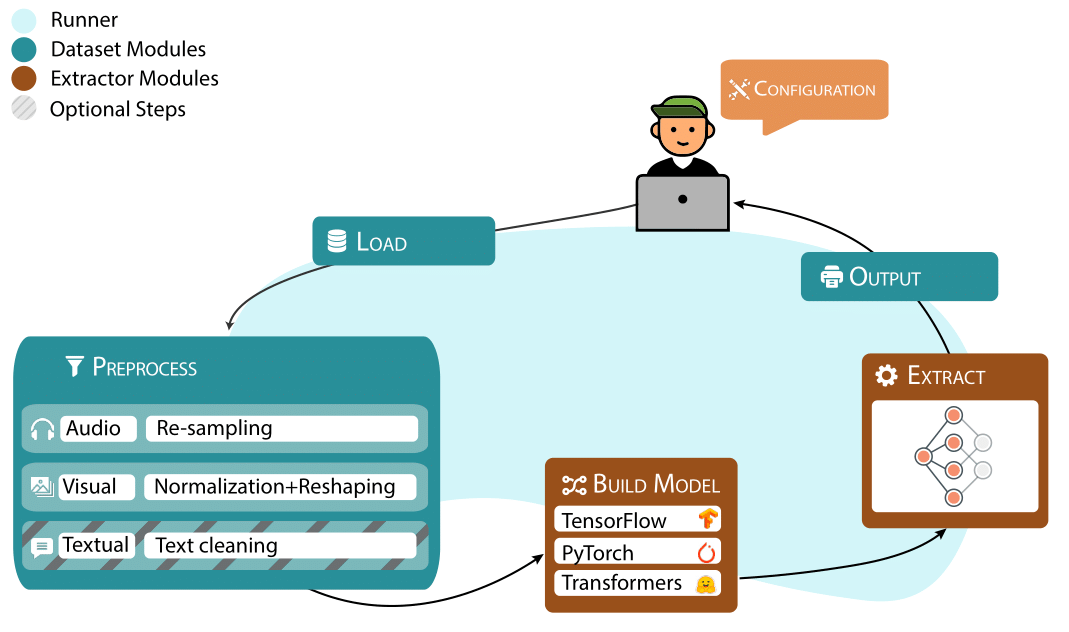 Runner
Dataset Modules
Extractor Modules
Optional Steps
Configuration
Load
Output
Preprocess
Audio Re-sampling
Visual Normalization+Reshaping
Textual Text cleaning
Build Model
TensorFlow
PyTorch
Transformers
Extract